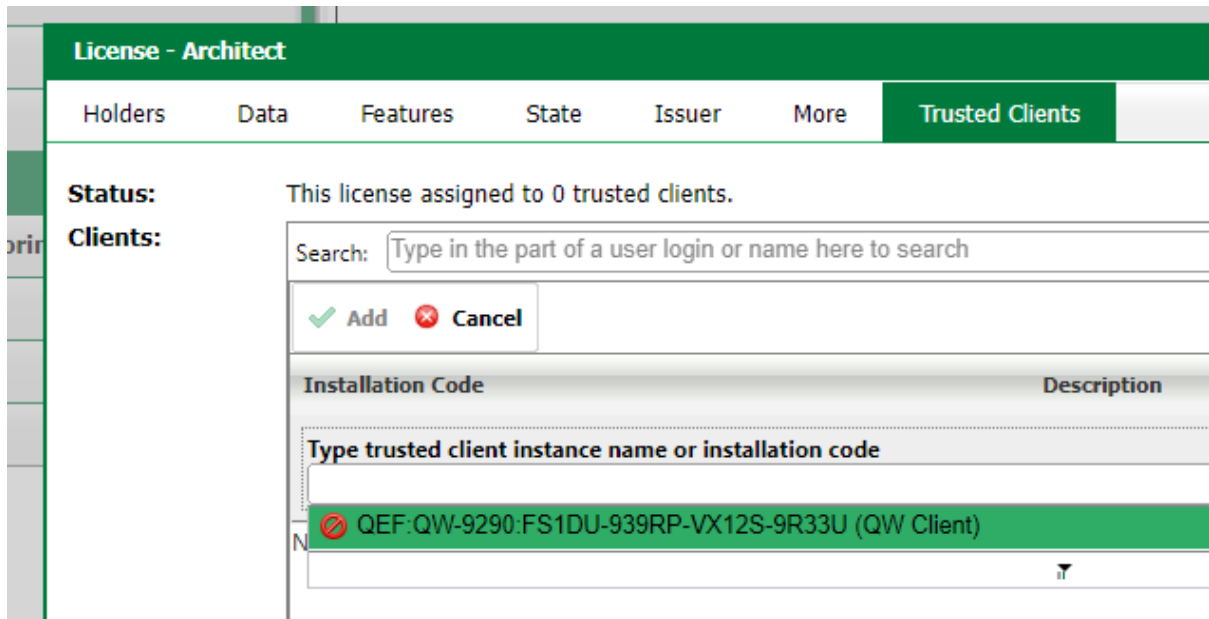 License - Architect
Holders Data Features State Issuer More Trusted Clients
Status: This license assigned to 0 trusted clients.
Clients:
Search: Type in the part of a user login or name here to search
Add Cancel
Installation Code Description
Type trusted client instance name or installation code
QEF:QW-9290:FS1DU-939RP-VX12S-9R33U (QW Client)